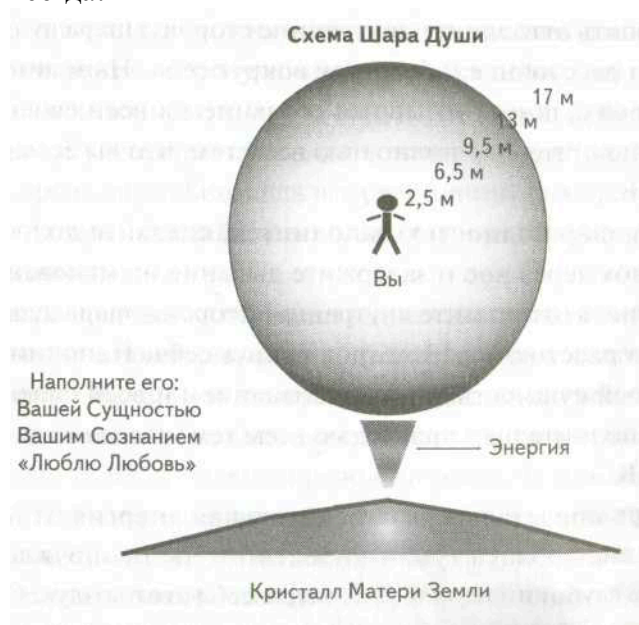 Схема Шара Души
17 м
13 м
9,5 м
6,5 м
2,5 м
Вы
Наполните его:
Вашей Сущностью
Вашим Сознанием
«Люблю Любовь»
Энергия
Кристалл Матери Земли